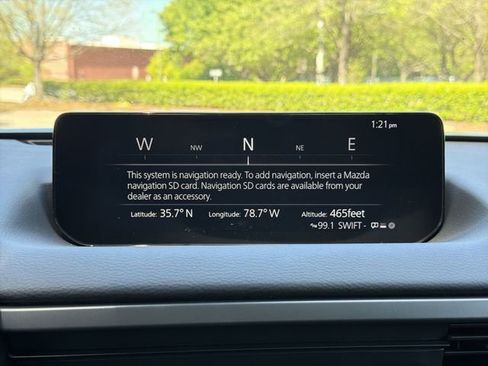 1:21pm
W NW N NE E
This system is navigation ready. To add navigation, insert a Mazda
navigation SD card. Navigation SD cards are available from your
dealer as an accessory.
Latitude: 35.7° N Longitude: 78.7° W Altitude: 465feet
99.1 SWIFT -